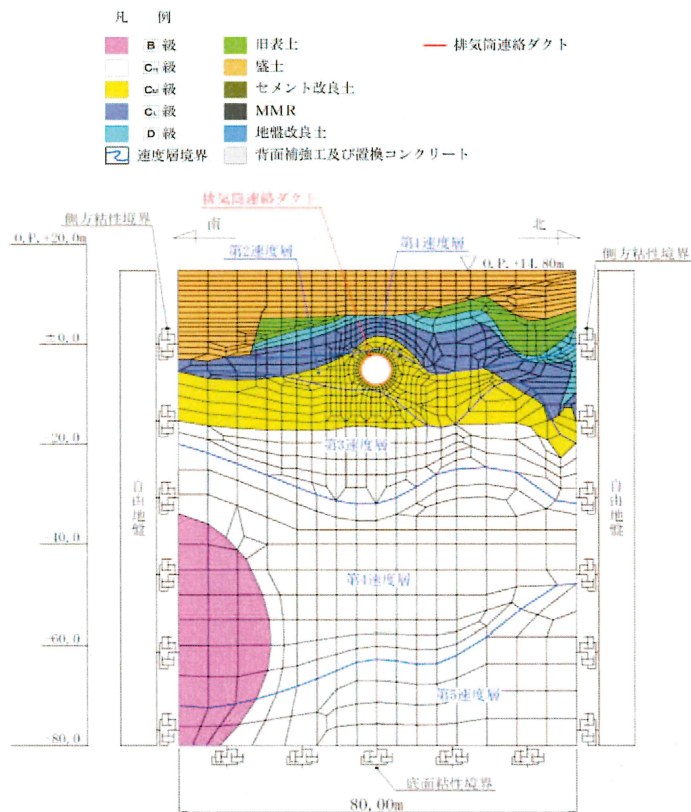 凡 例
B 級
CH 級
CM 級
CL 級
D 級
速度層境界
旧表土
盛土
セメント改良土
MMR
地盤改良土
背面補強工及び置換コンクリート
排気筒連絡ダクト
排気筒連絡ダクト
側方粘性境界
南
北
O.P.+20.0m
第2速度層
第1速度層
O.P.+14.80m
側方粘性境界
±0.0
-20.0
第3速度層
自由地盤
自由地盤
-40.0
第4速度層
-60.0
第5速度層
-80.0
底面粘性境界
80.00m